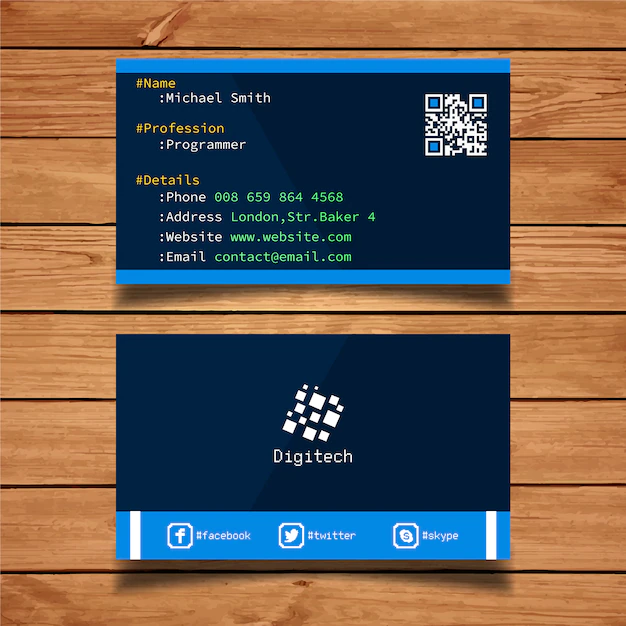 #Name
:Michael Smith
#Profession
:Programmer
#Details
:Phone 008 659 864 4568
:Address London,Str.Baker 4
:Website www.website.com
:Email contact@email.com
Digitech
#facebook #twitter #skype